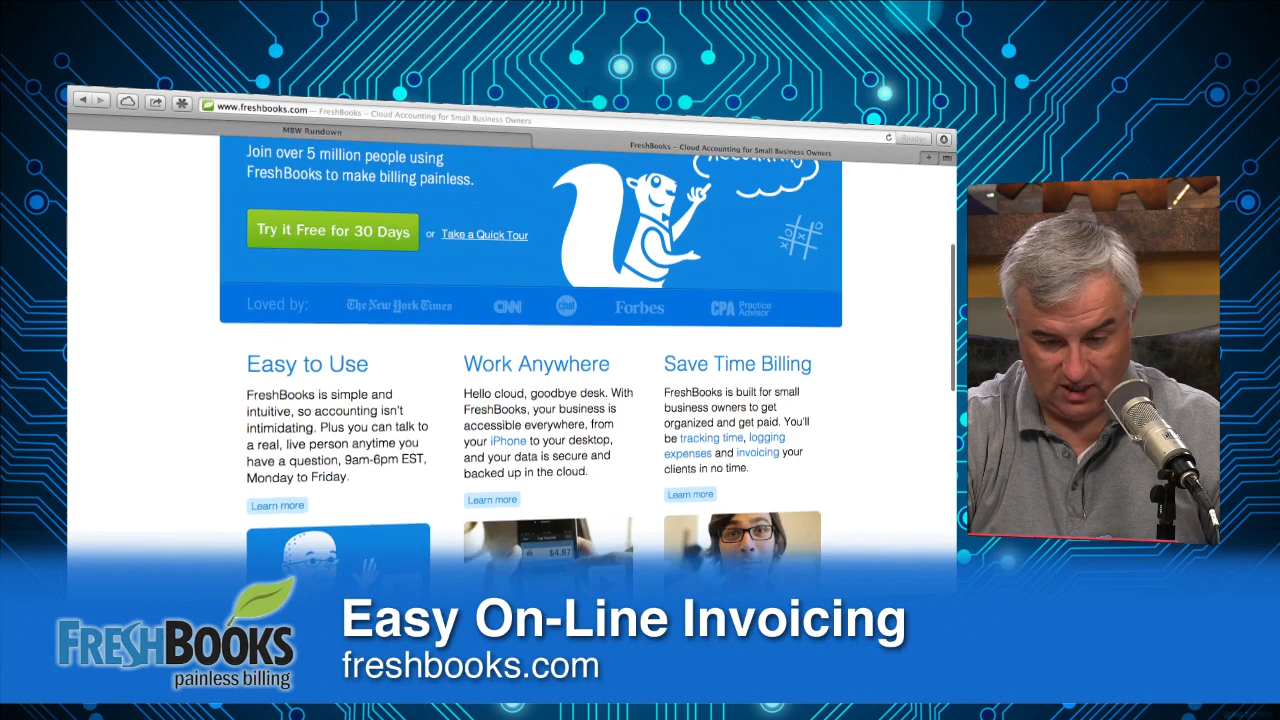 www.freshbooks.com — FreshBooks – Cloud Accounting for Small Business Owners
Reader
MBW Rundown
FreshBooks – Cloud Accounting for Small Business Owners
Join over 5 million people using
FreshBooks to make billing painless.
Try it Free for 30 Days or Take a Quick Tour
Loved by: The New York Times CNN cnet Forbes CPA Practice Advisor
Easy to Use
FreshBooks is simple and
intuitive, so accounting isn't
intimidating. Plus you can talk to
a real, live person anytime you
have a question, 9am-6pm EST,
Monday to Friday.
Learn more
Work Anywhere
Hello cloud, goodbye desk. With
FreshBooks, your business is
accessible everywhere, from
your iPhone to your desktop,
and your data is secure and
backed up in the cloud.
Learn more
Save Time Billing
FreshBooks is built for small
business owners to get
organized and get paid. You'll
be tracking time, logging
expenses and invoicing your
clients in no time.
Learn more
$4.87
FRESHBOOKS
painless billing
Easy On-Line Invoicing
freshbooks.com